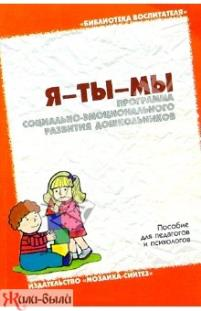 «БИБЛИОТЕКА ВОСПИТАТЕЛЯ»
Я–ТЫ–МЫ
ПРОГРАММА
СОЦИАЛЬНО-ЭМОЦИОНАЛЬНОГО
РАЗВИТИЯ ДОШКОЛЬНИКОВ
Пособие
для педагогов
и психологов
ИЗДАТЕЛЬСТВО «МОЗАИКА-СИНТЕЗ»
Жили-были